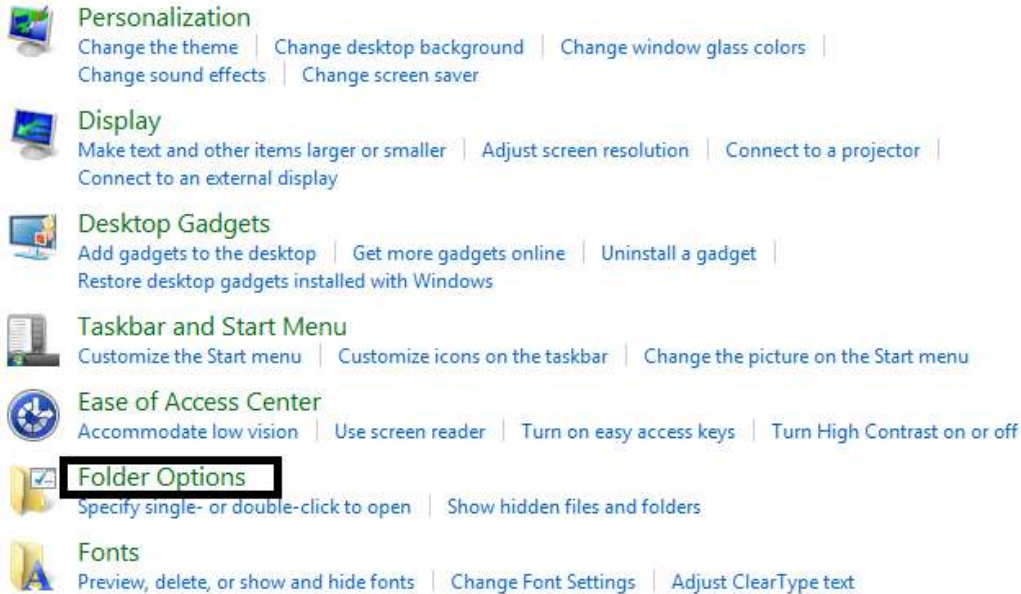 Personalization
Change the theme | Change desktop background | Change window glass colors |
Change sound effects | Change screen saver
Display
Make text and other items larger or smaller | Adjust screen resolution | Connect to a projector |
Connect to an external display
Desktop Gadgets
Add gadgets to the desktop | Get more gadgets online | Uninstall a gadget |
Restore desktop gadgets installed with Windows
Taskbar and Start Menu
Customize the Start menu | Customize icons on the taskbar | Change the picture on the Start menu
Ease of Access Center
Accommodate low vision | Use screen reader | Turn on easy access keys | Turn High Contrast on or off
Folder Options
Specify single- or double-click to open | Show hidden files and folders
Fonts
Preview, delete, or show and hide fonts | Change Font Settings | Adjust ClearType text